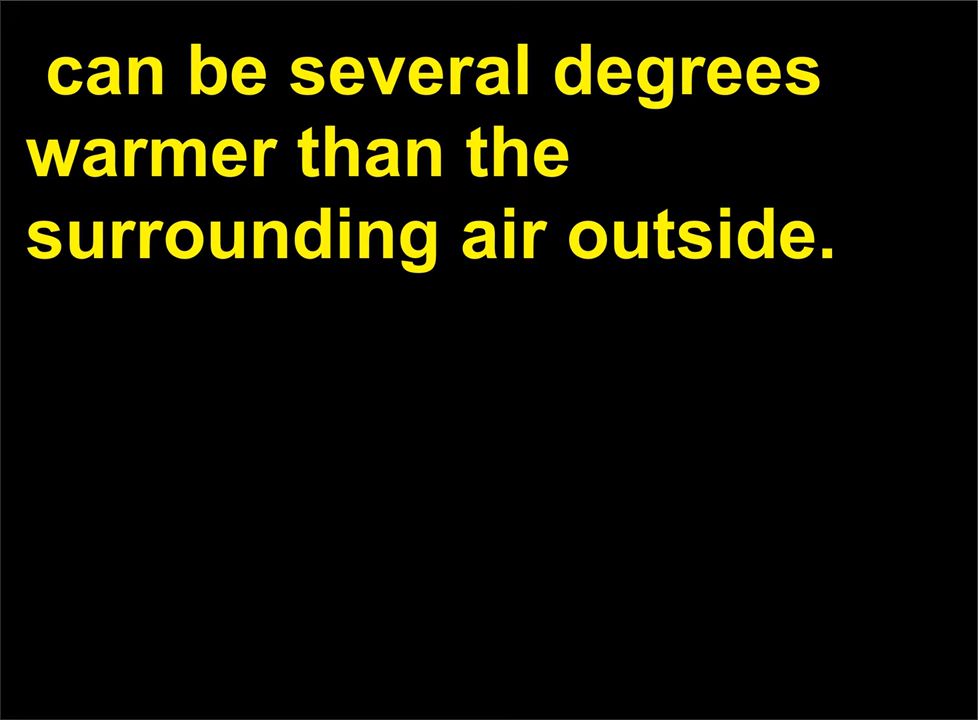 can be several degrees
warmer than the
surrounding air outside.